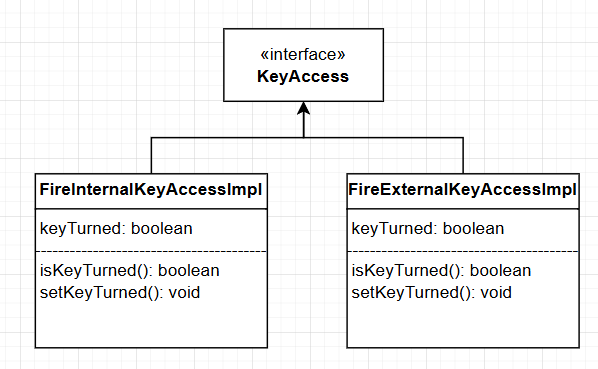 «interface»
KeyAccess
FireInternalKeyAccessImpl
keyTurned: boolean
isKeyTurned(): boolean
setKeyTurned(): void
FireExternalKeyAccessImpl
keyTurned: boolean
isKeyTurned(): boolean
setKeyTurned(): void